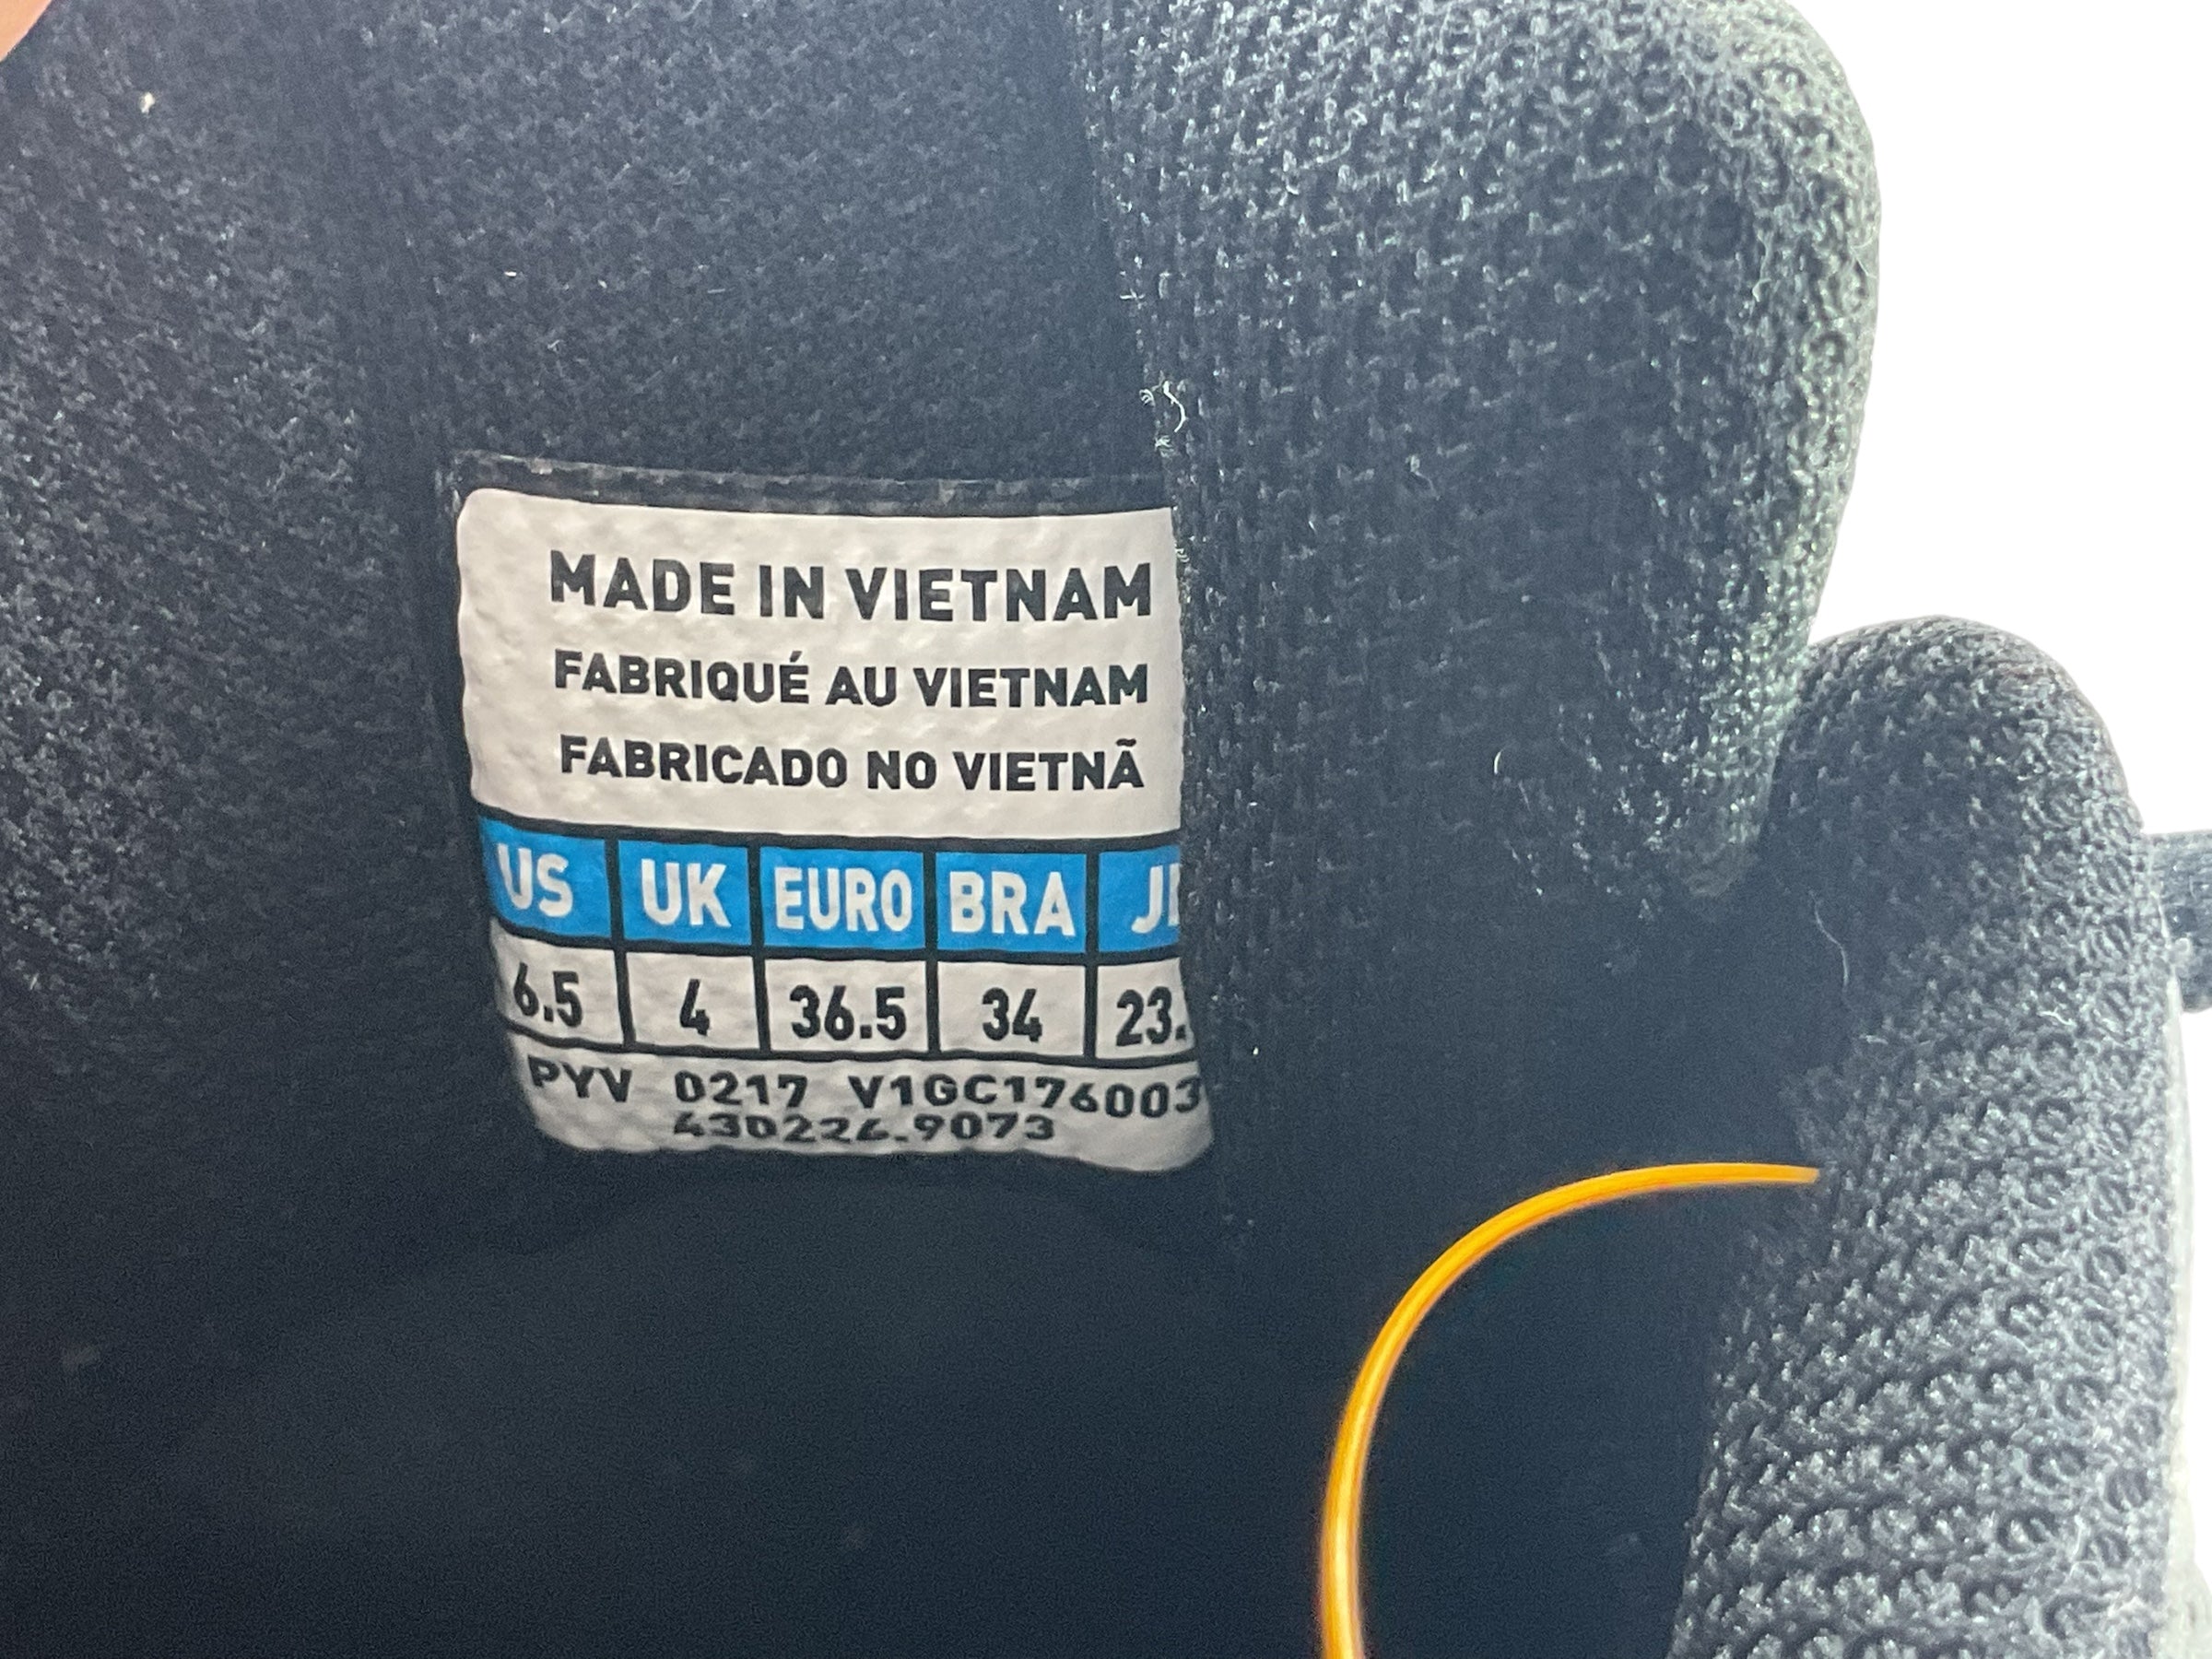 MADE IN VIETNAM
FABRIQUÉ AU VIETNAM
FABRICADO NO VIETNÃ
US UK EURO BRA
6.5 4 36.5 34 23.
PYV 0217 V1GC176003
430226.9073